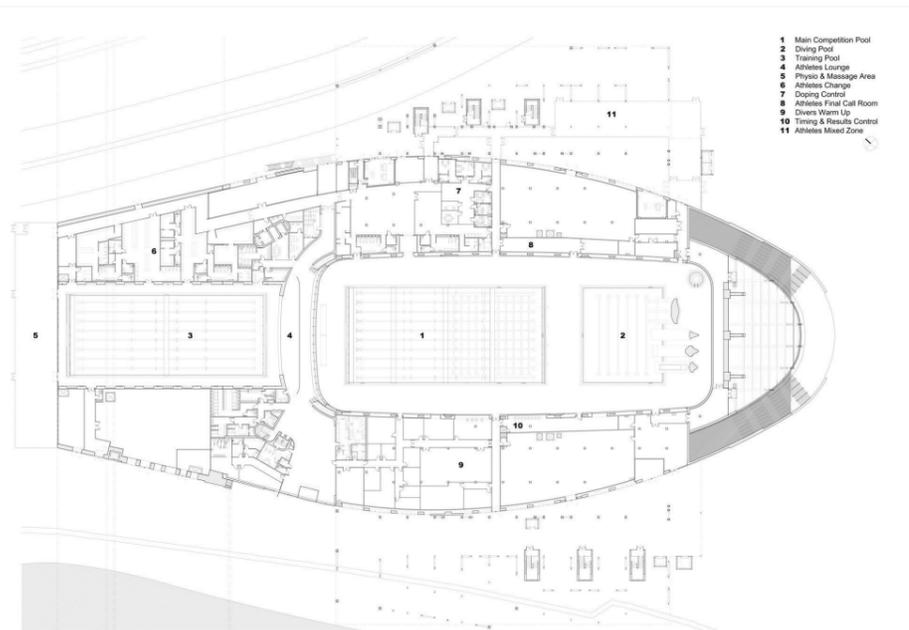 1 Main Competition Pool
2 Diving Pool
3 Training Pool
4 Athletes Lounge
5 Physio & Massage Area
6 Athletes Change
7 Doping Control
8 Athletes Final Call Room
9 Divers Warm Up
10 Timing & Results Control
11 Athletes Mixed Zone
11
7
8
6
5
3
4
1
2
10
9